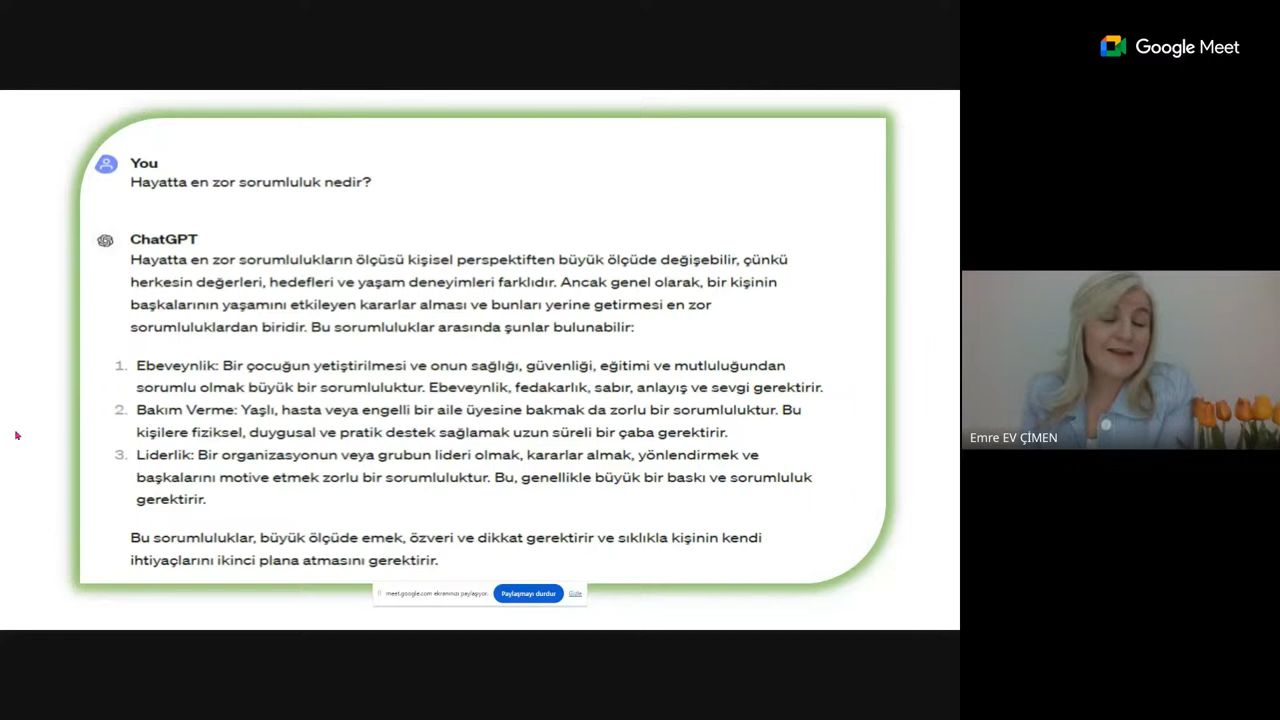 Google Meet
You
Hayatta en zor sorumluluk nedir?
ChatGPT
Hayatta en zor sorumlulukların ölçüsü kişisel perspektiften büyük ölçüde değişebilir, çünkü
herkesin değerleri, hedefleri ve yaşam deneyimleri farklıdır. Ancak genel olarak, bir kişinin
başkalarının yaşamını etkileyen kararlar alması ve bunları yerine getirmesi en zor
sorumluluklardan biridir. Bu sorumluluklar arasında şunlar bulunabilir:
1. Ebeveynlik: Bir çocuğun yetiştirilmesi ve onun sağlığı, güvenliği, eğitimi ve mutluluğundan
sorumlu olmak büyük bir sorumluluktur. Ebeveynlik, fedakarlık, sabır, anlayış ve sevgi gerektirir.
2. Bakım Verme: Yaşlı, hasta veya engelli bir aile üyesine bakmak da zorlu bir sorumluluktur. Bu
kişilere fiziksel, duygusal ve pratik destek sağlamak uzun süreli bir çaba gerektirir.
3. Liderlik: Bir organizasyonun veya grubun lideri olmak, kararlar almak, yönlendirmek ve
başkalarını motive etmek zorlu bir sorumluluktur. Bu, genellikle büyük bir baskı ve sorumluluk
gerektirir.
Bu sorumluluklar, büyük ölçüde emek, özveri ve dikkat gerektirir ve sıklıkla kişinin kendi
ihtiyaçlarını ikinci plana atmasını gerektirir.
meet.google.com ekranınızı paylaşıyor.
Paylaşmayı durdur
Gizle
Emre EV ÇİMEN